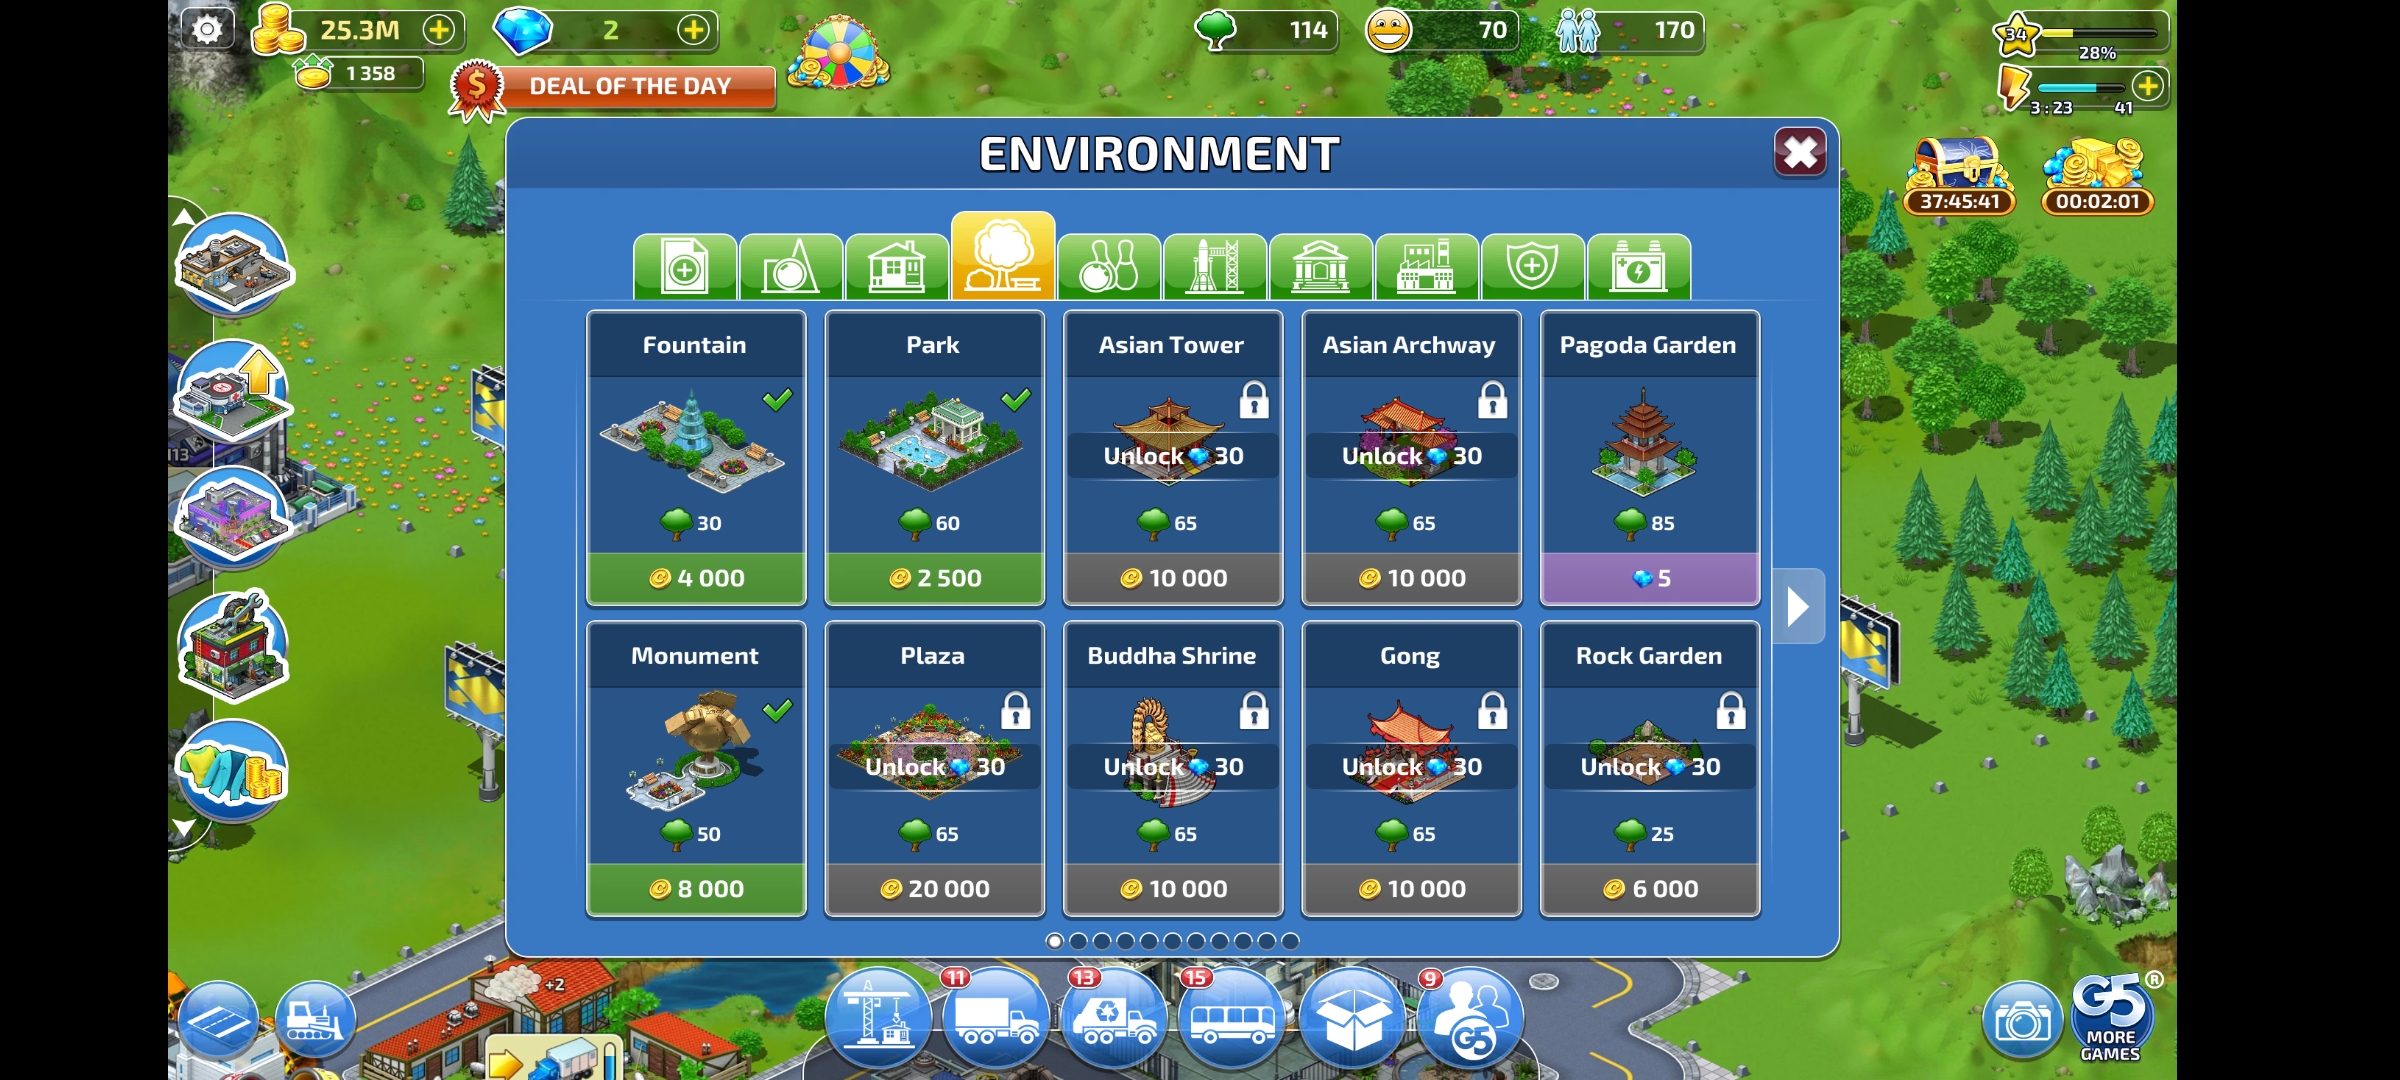 25.3M
2
114
70
170
34
28%
1 358
DEAL OF THE DAY
3:23
41
ENVIRONMENT
37:45:41
00:02:01
Fountain
Park
Asian Tower
Asian Archway
Pagoda Garden
Unlock 30
Unlock 30
113
30
60
65
65
85
4 000
2 500
10 000
10 000
5
Monument
Plaza
Buddha Shrine
Gong
Rock Garden
Unlock 30
Unlock 30
Unlock 30
Unlock 30
50
65
65
65
25
8 000
20 000
10 000
10 000
6 000
+2
11
13
15
9
G5
G5®
MORE
GAMES